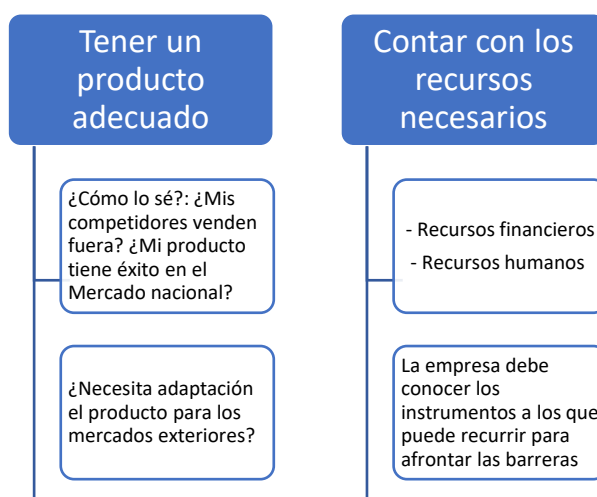 Tener un
producto
adecuado
¿Cómo lo sé?: ¿Mis
competidores venden
fuera? ¿Mi producto
tiene éxito en el
Mercado nacional?
¿Necesita adaptación
el producto para los
mercados exteriores?
Contar con los
recursos
necesarios
- Recursos financieros
- Recursos humanos
La empresa debe
conocer los
instrumentos a los que
puede recurrir para
afrontar las barreras